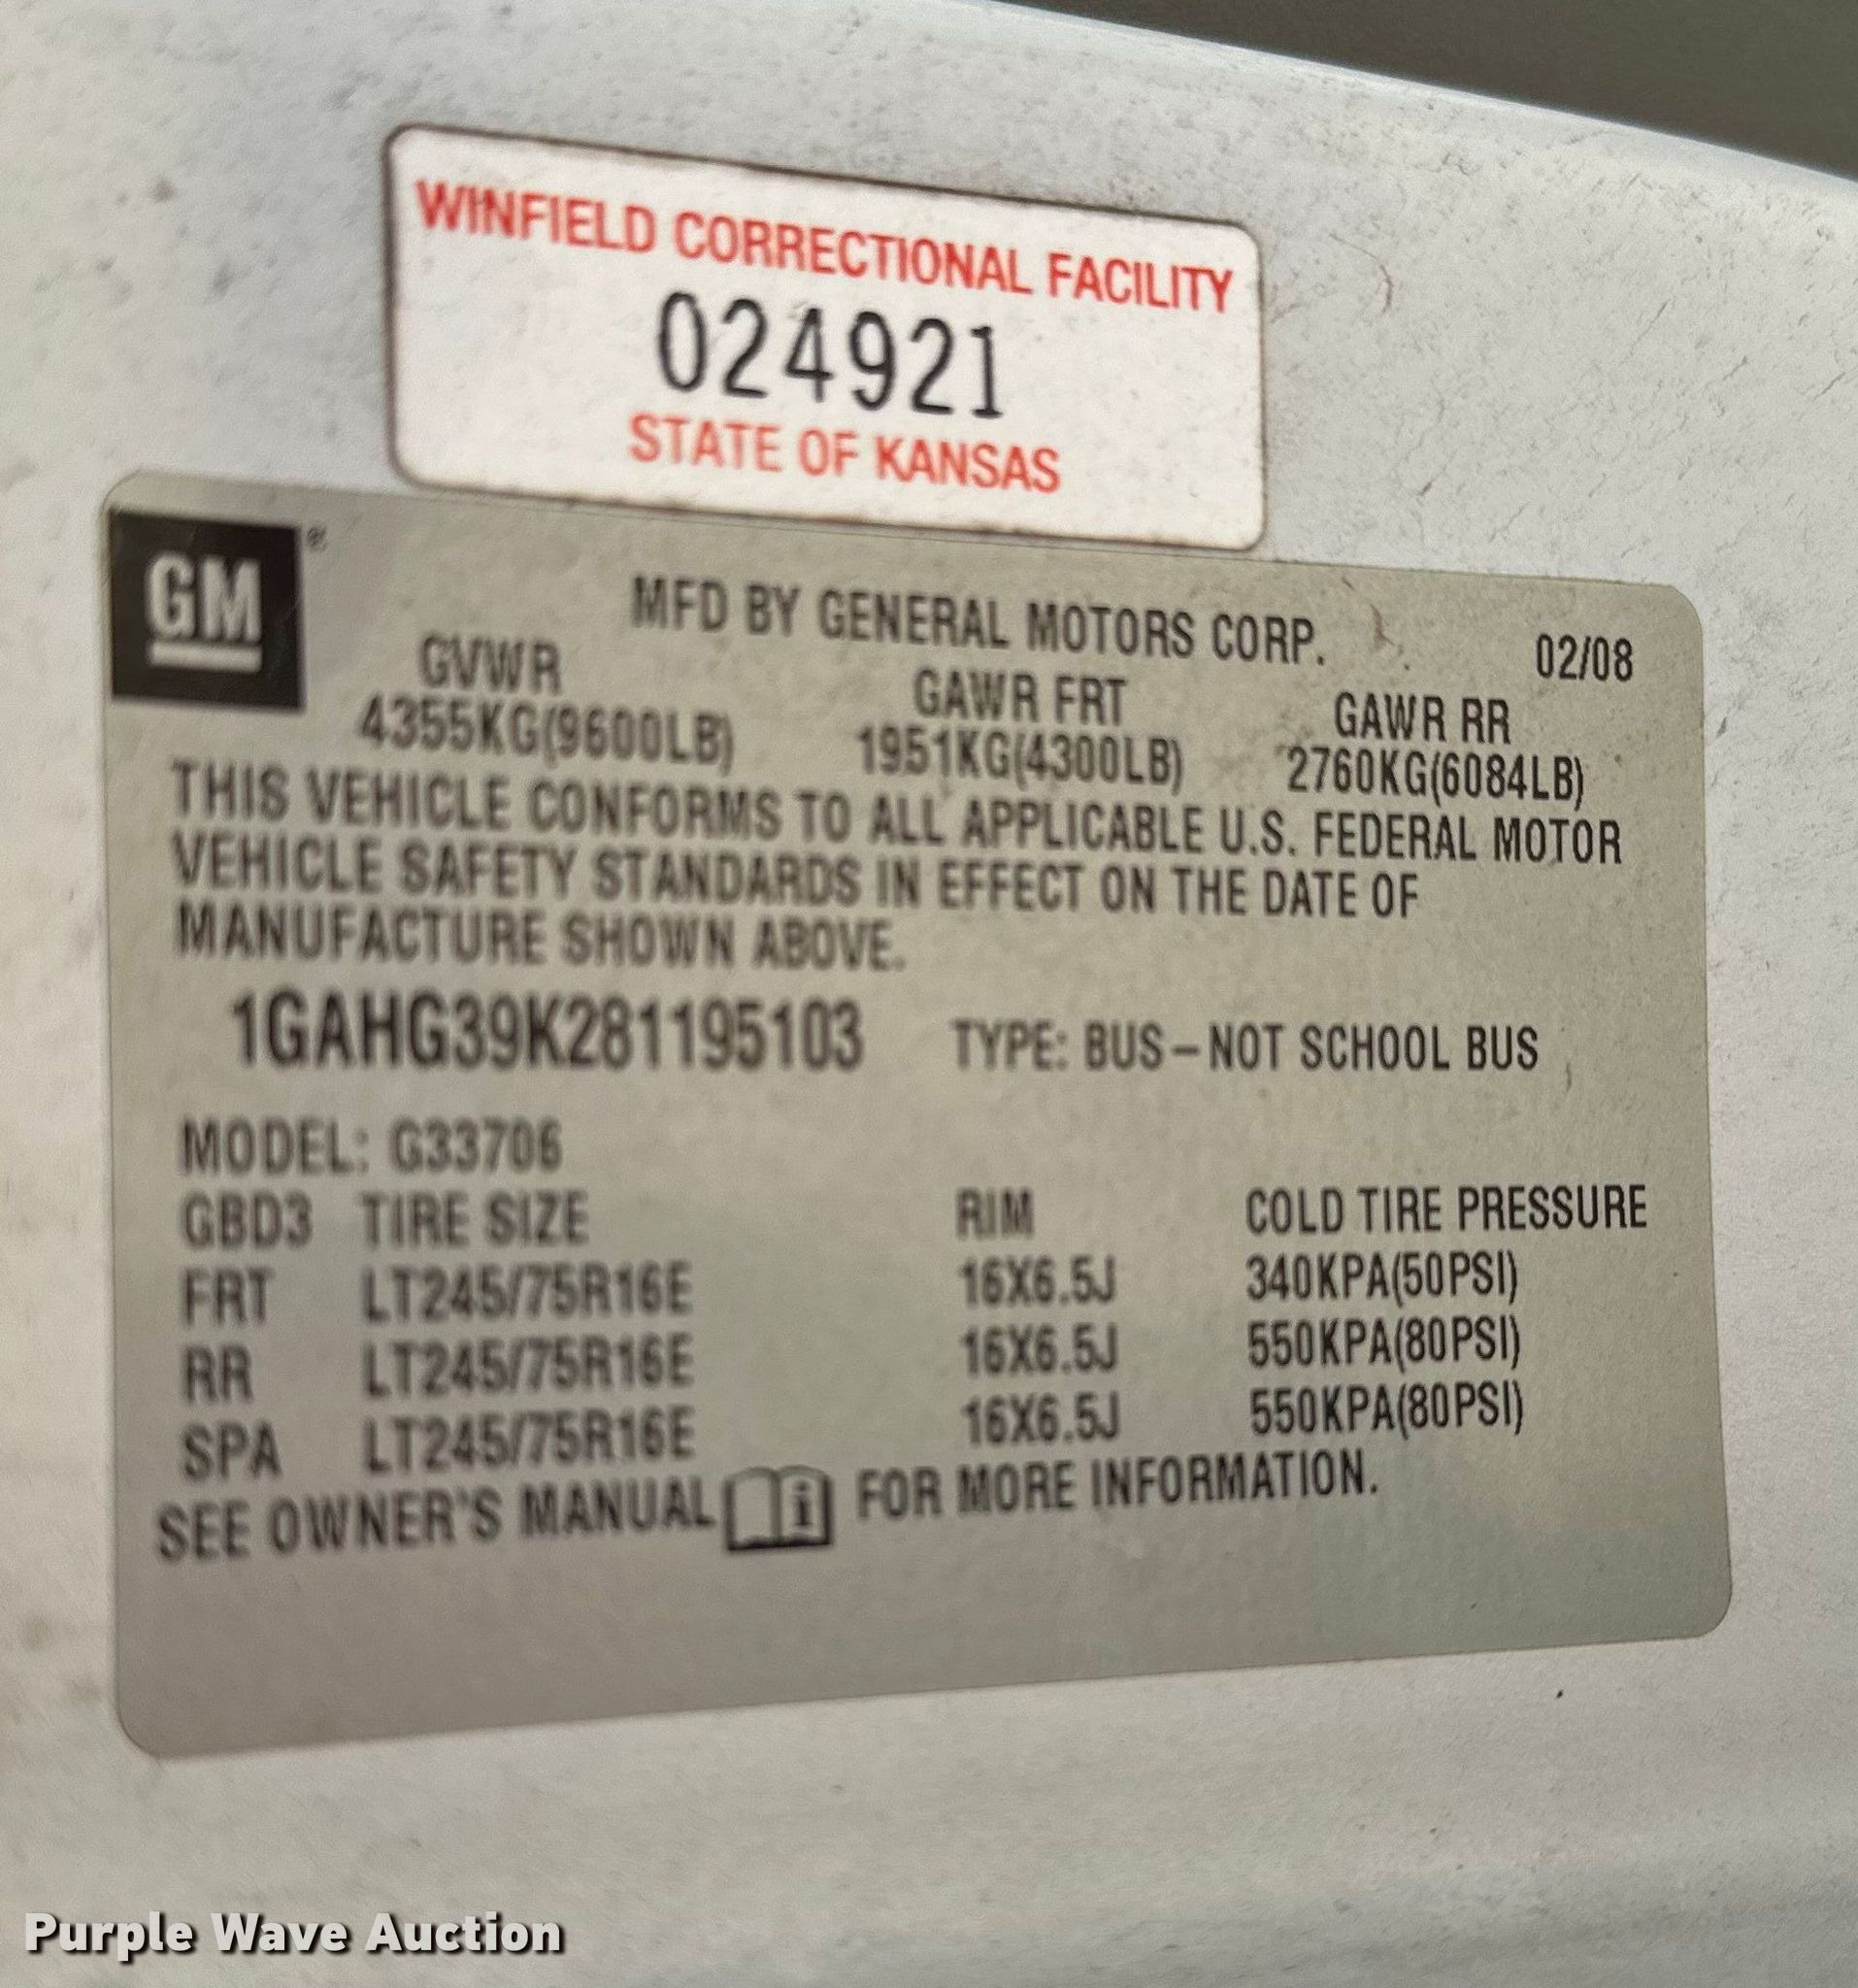 WINFIELD CORRECTIONAL FACILITY
024921
STATE OF KANSAS
GM®
MFD BY GENERAL MOTORS CORP. 02/08
GVWR GAWR FRT GAWR RR
4355KG(9600LB) 1951KG(4300LB) 2760KG(6084LB)
THIS VEHICLE CONFORMS TO ALL APPLICABLE U.S. FEDERAL MOTOR
VEHICLE SAFETY STANDARDS IN EFFECT ON THE DATE OF
MANUFACTURE SHOWN ABOVE.
1GAHG39K281195103 TYPE: BUS–NOT SCHOOL BUS
MODEL: G33706
GBD3 TIRE SIZE RIM COLD TIRE PRESSURE
FRT LT245/75R16E 16X6.5J 340KPA(50PSI)
RR LT245/75R16E 16X6.5J 550KPA(80PSI)
SPA LT245/75R16E 16X6.5J 550KPA(80PSI)
SEE OWNER'S MANUAL i FOR MORE INFORMATION.
Purple Wave Auction